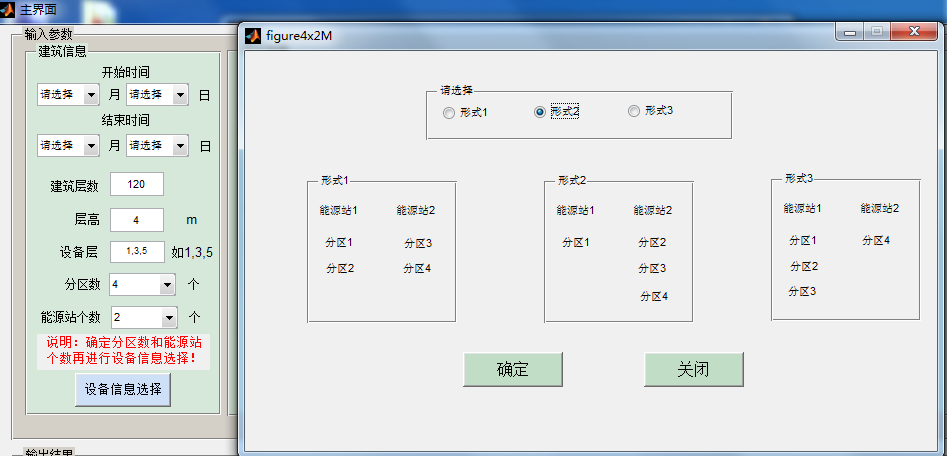 主界面
输入参数
建筑信息
开始时间
请选择 月 请选择 日
结束时间
请选择 月 请选择 日
建筑层数 120
层高 4 m
设备层 1,3,5 如1,3,5
分区数 4 个
能源站个数 2 个
说明：确定分区数和能源站
个数再进行设备信息选择！
设备信息选择
输出结果
figure4x2M
请选择
形式1 形式2 形式3
形式1
能源站1 能源站2
分区1 分区3
分区2 分区4
形式2
能源站1 能源站2
分区1 分区2
分区3
分区4
形式3
能源站1 能源站2
分区1 分区4
分区2
分区3
确定 关闭